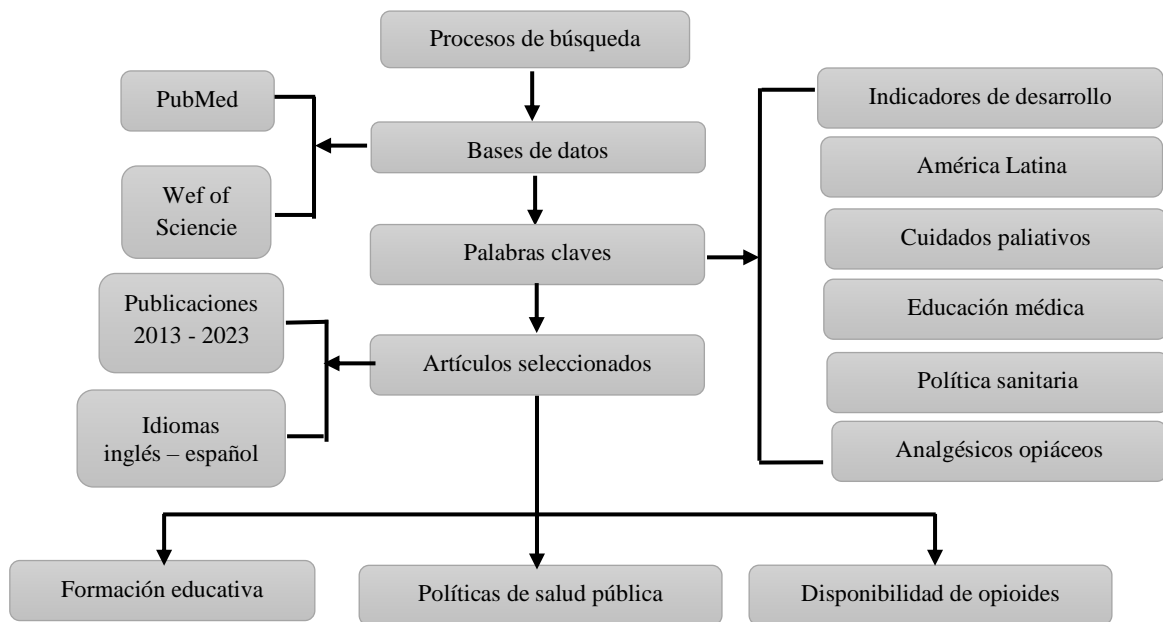 Procesos de búsqueda
PubMed
Bases de datos
Wef of
Sciencie
Palabras claves
Indicadores de desarrollo
América Latina
Cuidados paliativos
Educación médica
Política sanitaria
Analgésicos opiáceos
Publicaciones
2013 - 2023
Artículos seleccionados
Idiomas
inglés – español
Formación educativa
Políticas de salud pública
Disponibilidad de opioides